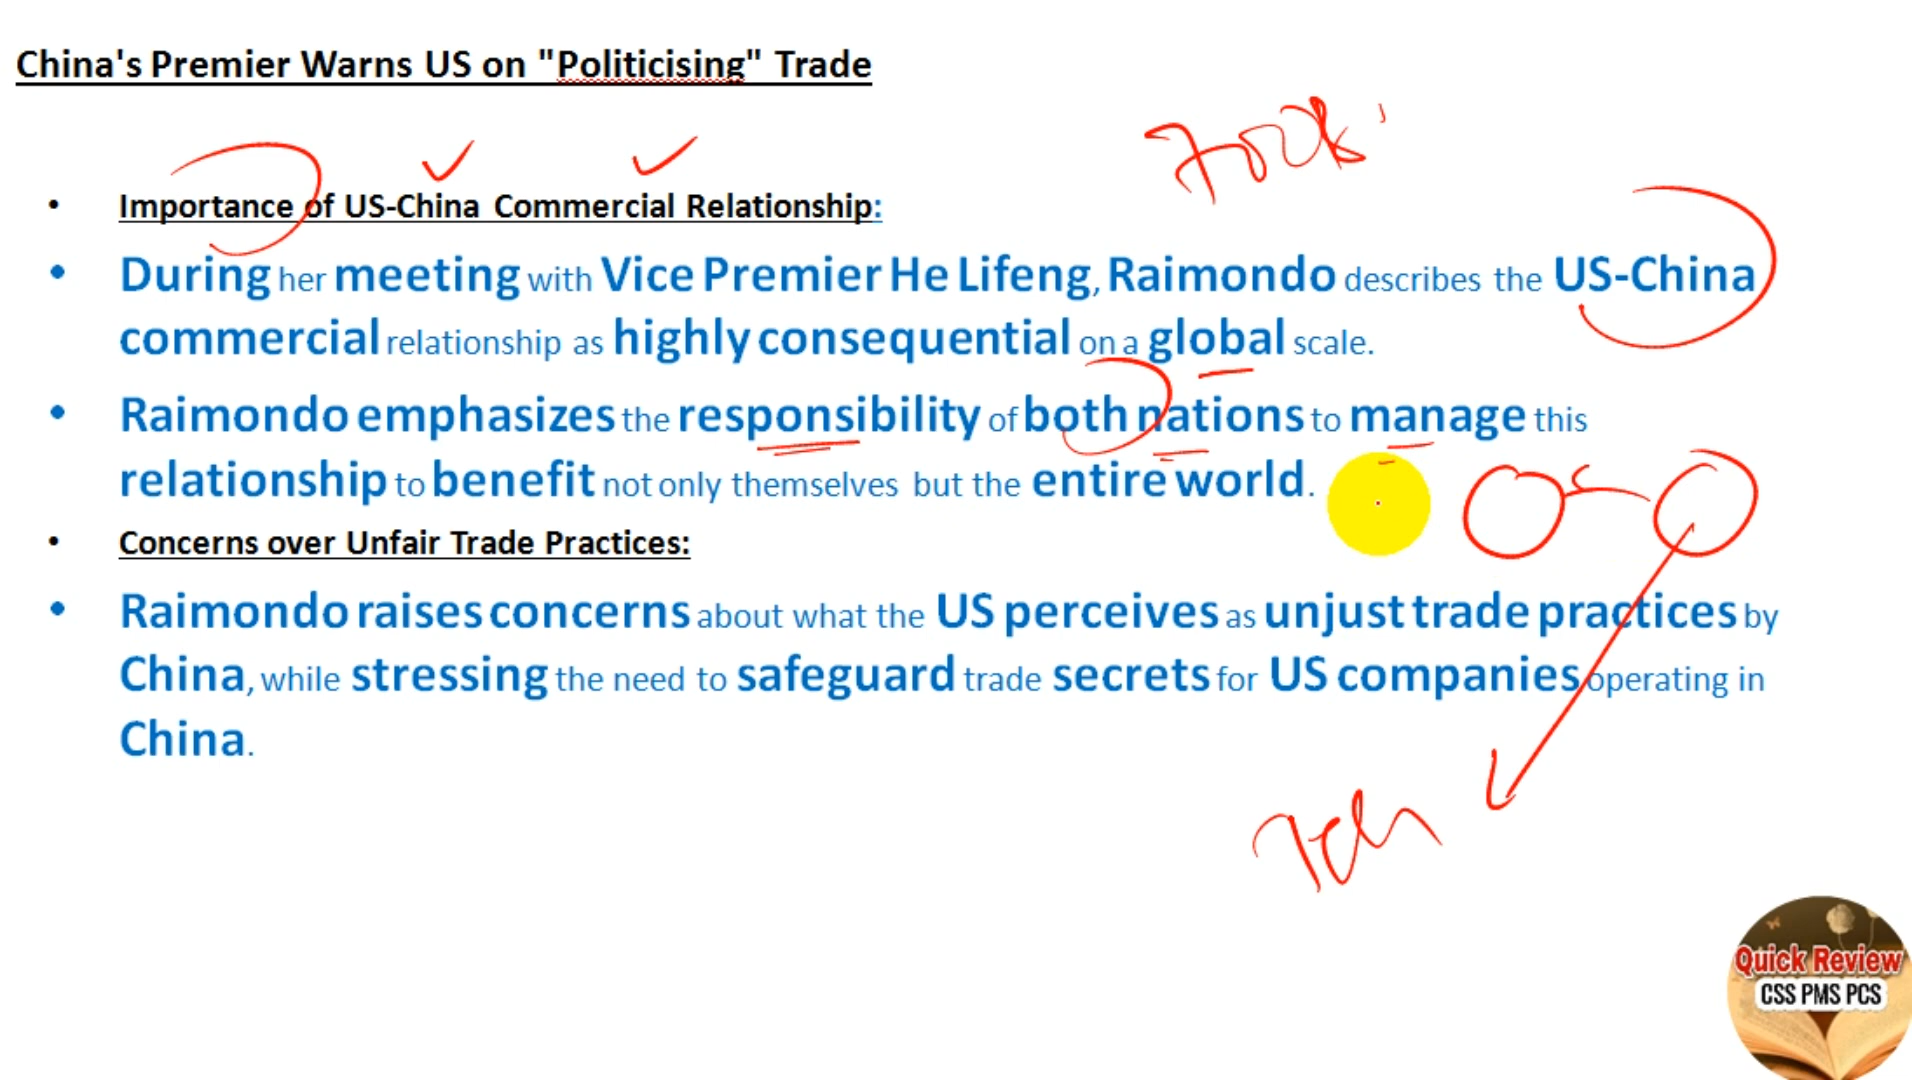 China's Premier Warns US on "Politicising" Trade
• Importance of US-China Commercial Relationship:
• During her meeting with Vice Premier He Lifeng, Raimondo describes the US-China
commercial relationship as highly consequential on a global scale.
• Raimondo emphasizes the responsibility of both nations to manage this
relationship to benefit not only themselves but the entire world.
• Concerns over Unfair Trade Practices:
• Raimondo raises concerns about what the US perceives as unjust trade practices by
China, while stressing the need to safeguard trade secrets for US companies operating in
China.
Quick Review
CSS PMS PCS